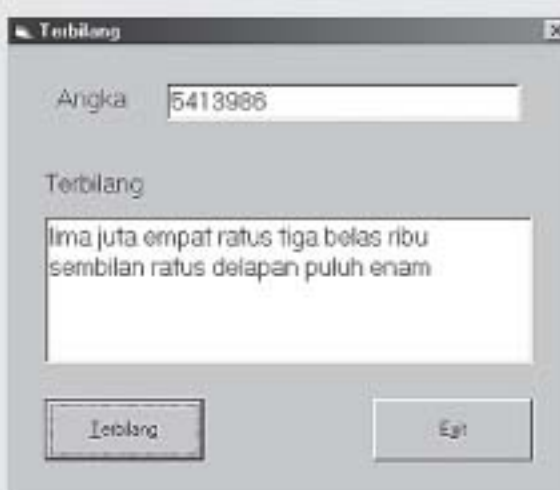 Terbilang
Angka
5413986
Terbilang
lima juta empat ratus tiga belas ribu
sembilan ratus delapan puluh enam
Terbilang
Exit